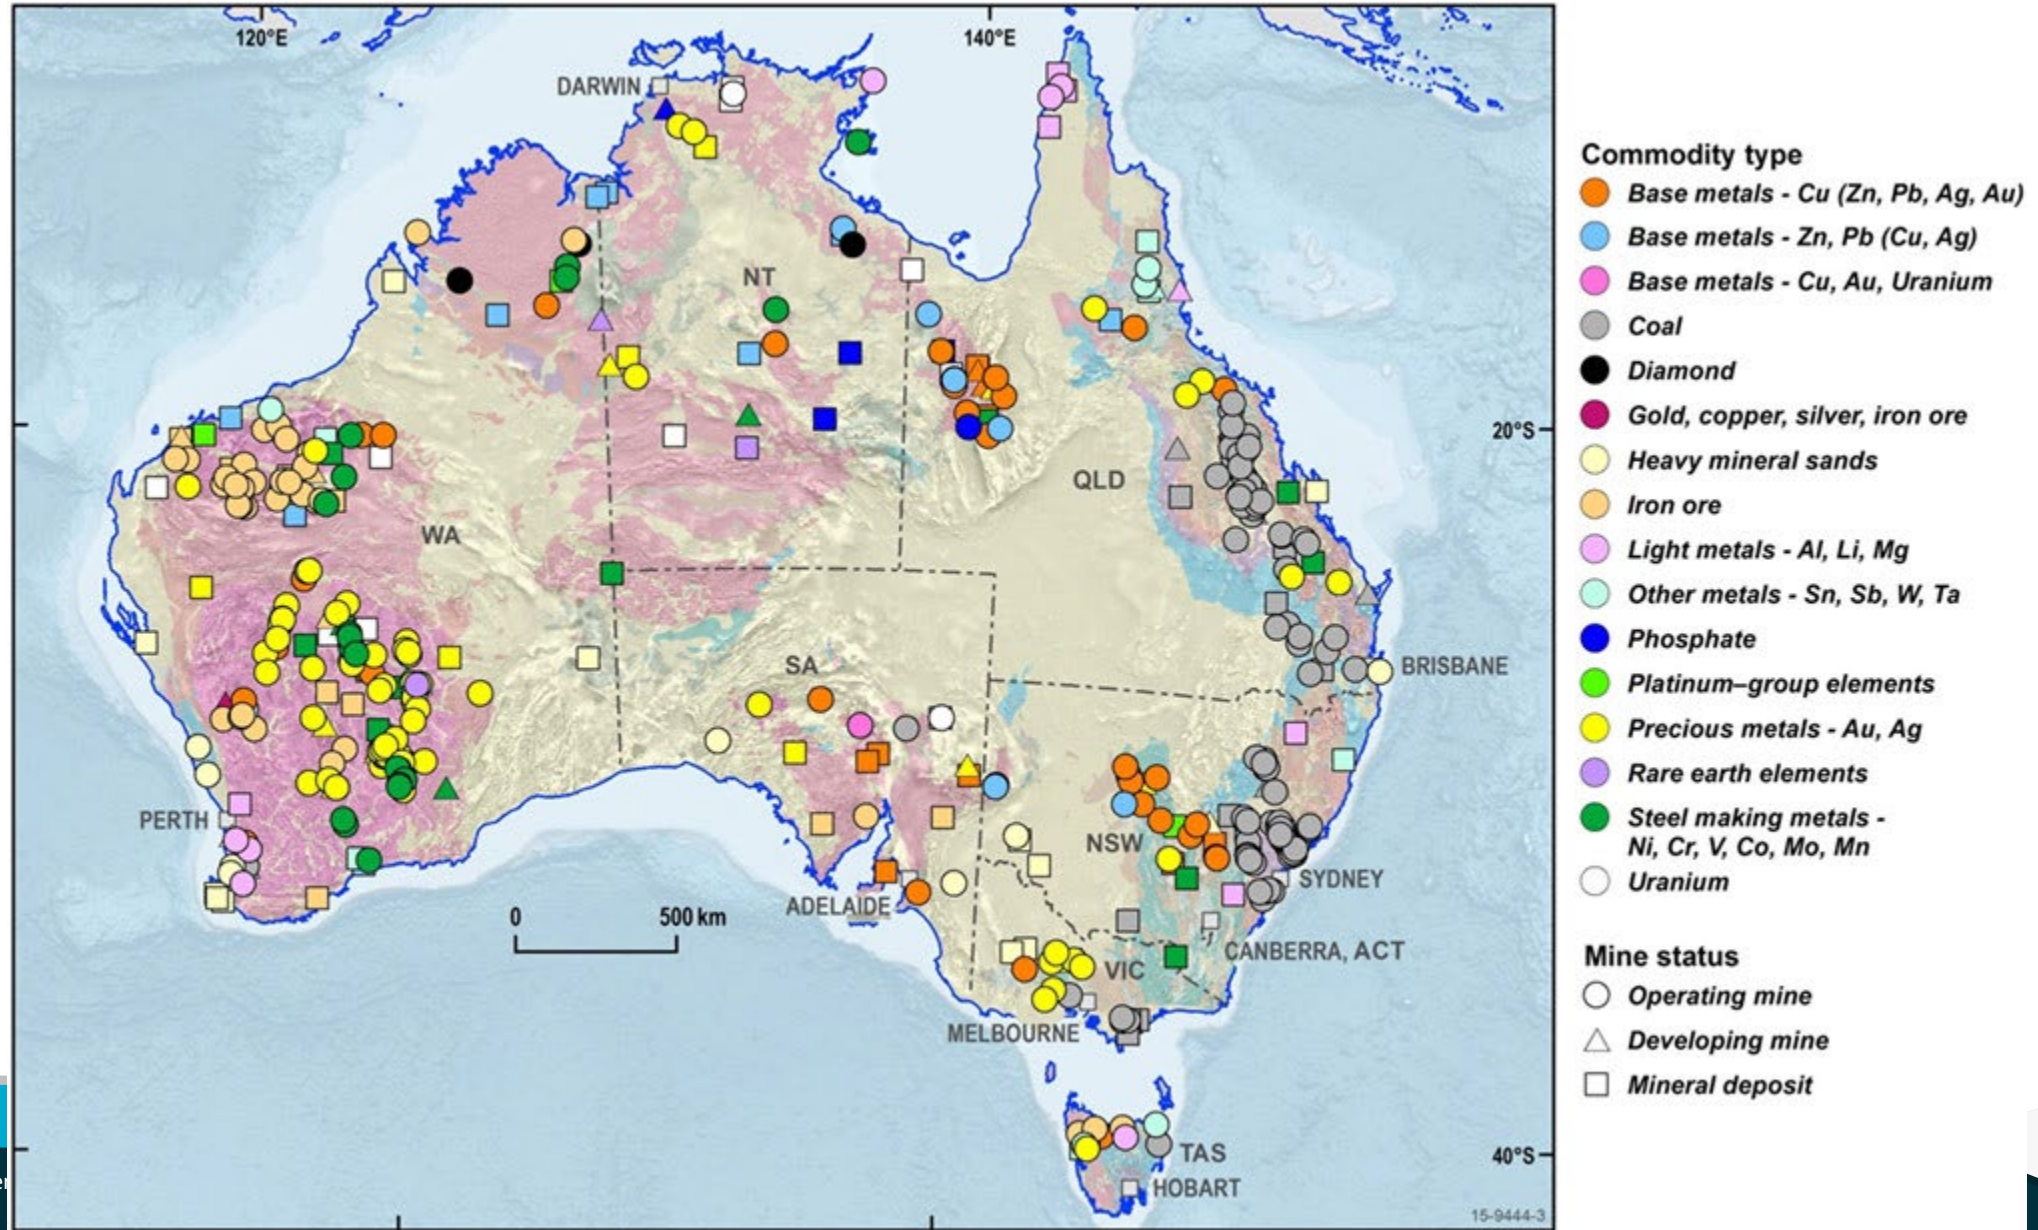 120°E
140°E
DARWIN
NT
20°S
QLD
WA
SA
BRISBANE
PERTH
NSW
SYDNEY
ADELAIDE
0 500 km
CANBERRA, ACT
VIC
MELBOURNE
TAS
40°S
HOBART
15-9444-3
Commodity type
Base metals - Cu (Zn, Pb, Ag, Au)
Base metals - Zn, Pb (Cu, Ag)
Base metals - Cu, Au, Uranium
Coal
Diamond
Gold, copper, silver, iron ore
Heavy mineral sands
Iron ore
Light metals - Al, Li, Mg
Other metals - Sn, Sb, W, Ta
Phosphate
Platinum–group elements
Precious metals - Au, Ag
Rare earth elements
Steel making metals -
Ni, Cr, V, Co, Mo, Mn
Uranium
Mine status
Operating mine
Developing mine
Mineral deposit